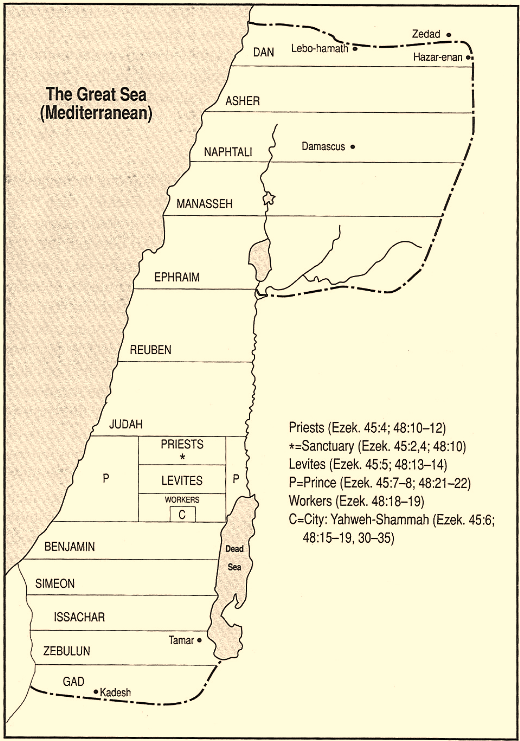 Zedad
DAN
Lebo-hamath
Hazar-enan
The Great Sea
(Mediterranean)
ASHER
NAPHTALI
Damascus
MANASSEH
EPHRAIM
REUBEN
JUDAH
P
PRIESTS
*
P
LEVITES
WORKERS
C
Priests (Ezek. 45:4; 48:10–12)
*=Sanctuary (Ezek. 45:2,4; 48:10)
Levites (Ezek. 45:5; 48:13–14)
P=Prince (Ezek. 45:7–8; 48:21–22)
Workers (Ezek. 48:18–19)
C=City: Yahweh-Shammah (Ezek. 45:6;
48:15–19, 30–35)
BENJAMIN
Dead
Sea
SIMEON
ISSACHAR
Tamar
ZEBULUN
GAD
Kadesh